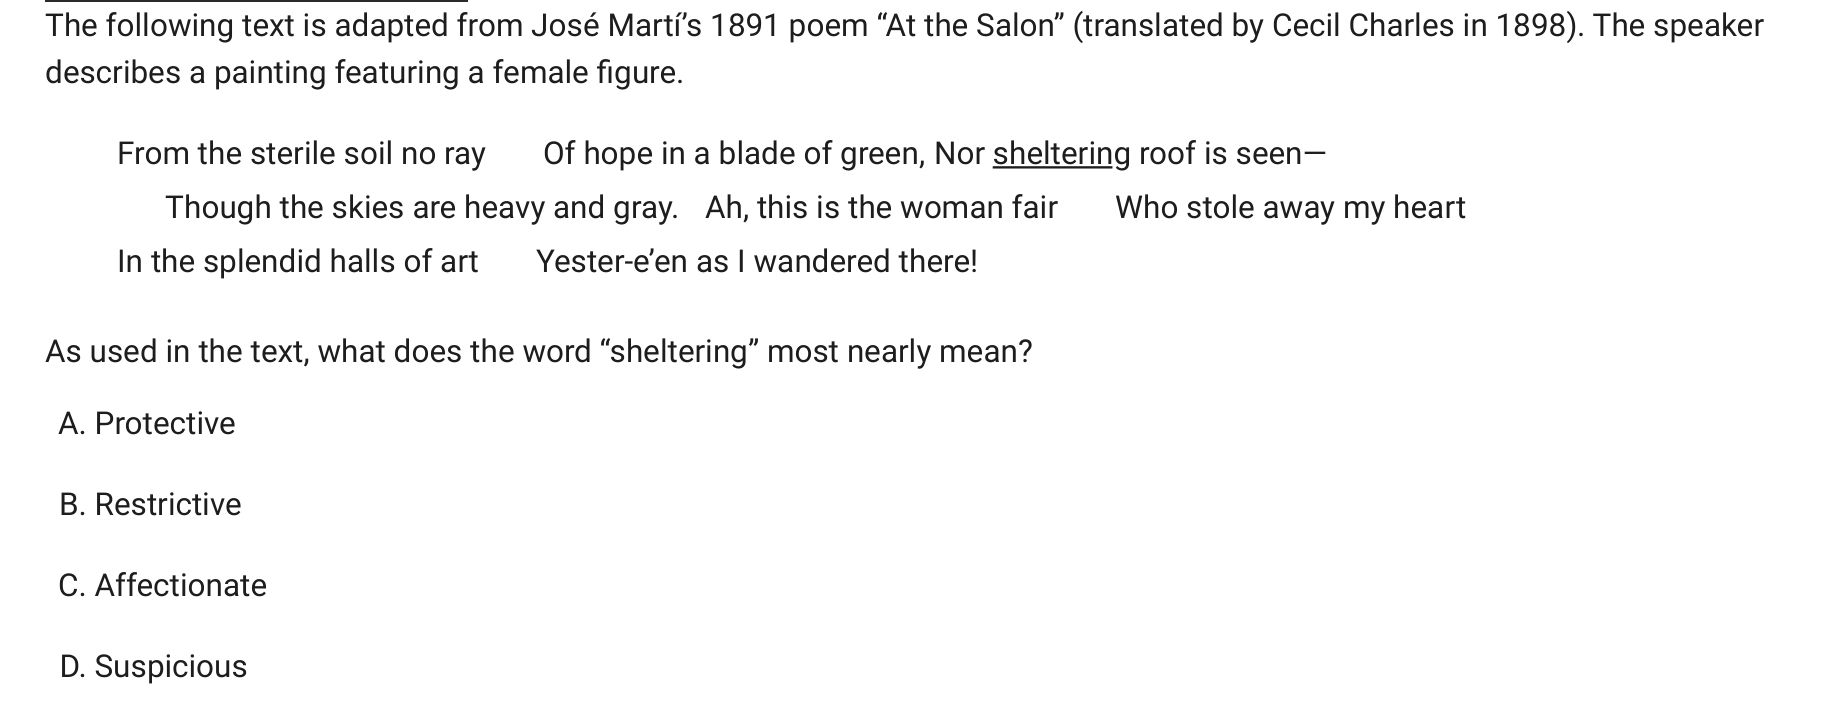 The following text is adapted from José Martí’s 1891 poem “At the Salon” (translated by Cecil Charles in 1898). The speaker
describes a painting featuring a female figure.
From the sterile soil no ray Of hope in a blade of green, Nor sheltering roof is seen—
Though the skies are heavy and gray. Ah, this is the woman fair Who stole away my heart
In the splendid halls of art Yester-e’en as I wandered there!
As used in the text, what does the word “sheltering” most nearly mean?
A. Protective
B. Restrictive
C. Affectionate
D. Suspicious